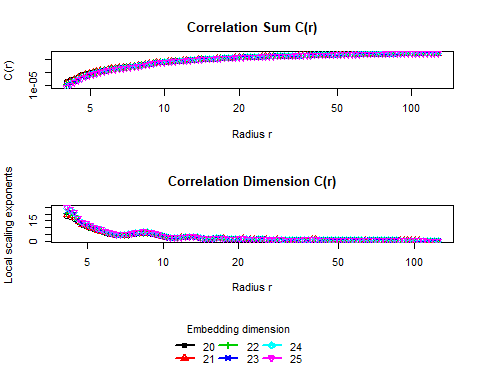 Correlation Sum C(r)
C(r)
1e-05
5 10 20 50 100
Radius r
Correlation Dimension C(r)
Local scaling exponents
0 15
5 10 20 50 100
Radius r
Embedding dimension
20 22 24
21 23 25